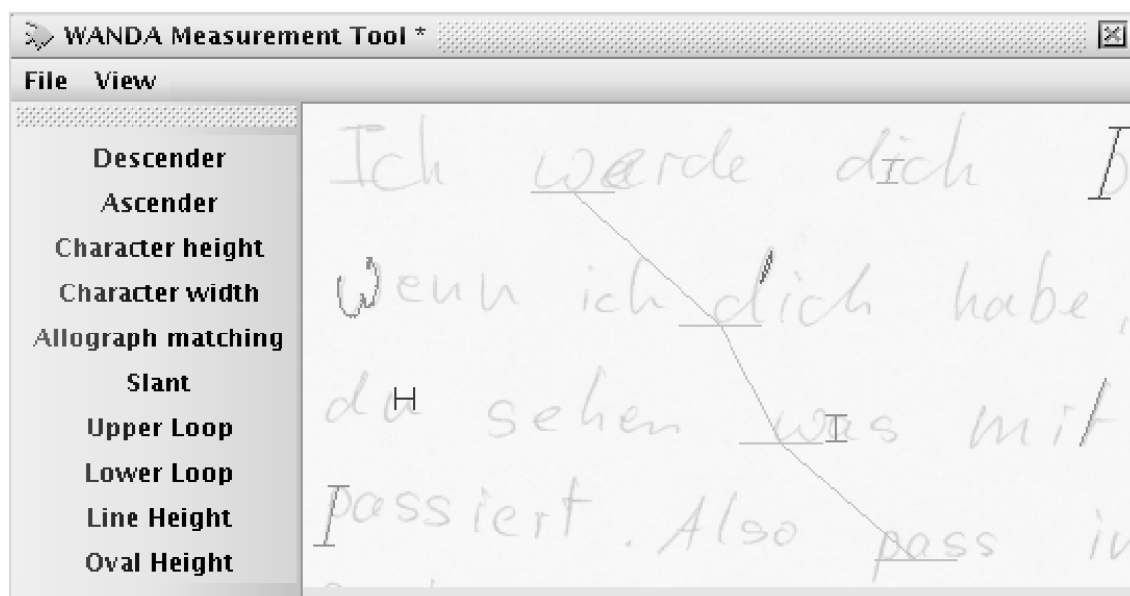 WANDA Measurement Tool *
File View
Descender
Ascender
Character height
Character width
Allograph matching
Slant
Upper Loop
Lower Loop
Line Height
Oval Height
Ich werde dich
Wenn ich dich habe,
du sehen was mit
passiert. Also pass